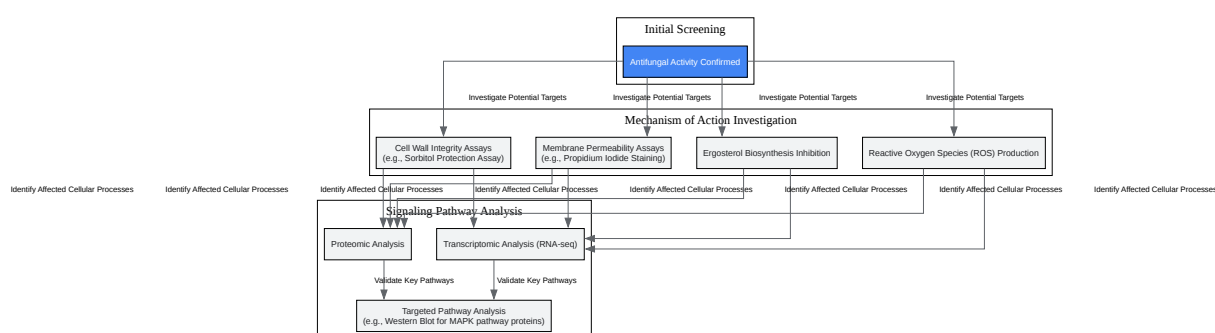 Initial Screening
Antifungal Activity Confirmed
Investigate Potential Targets
Investigate Potential Targets
Investigate Potential Targets
Investigate Potential Targets
Mechanism of Action Investigation
Cell Wall Integrity Assays
(e.g., Sorbitol Protection Assay)
Membrane Permeability Assays
(e.g., Propidium Iodide Staining)
Ergosterol Biosynthesis Inhibition
Reactive Oxygen Species (ROS) Production
Identify Affected Cellular Processes
Identify Affected Cellular Processes
Identify Affected Cellular Processes
Identify Affected Cellular Processes
Identify Affected Cellular Processes
Identify Affected Cellular Processes
Identify Affected Cellular Processes
Identify Affected Cellular Processes
Signaling Pathway Analysis
Proteomic Analysis
Transcriptomic Analysis (RNA-seq)
Validate Key Pathways
Validate Key Pathways
Targeted Pathway Analysis
(e.g., Western Blot for MAPK pathway proteins)